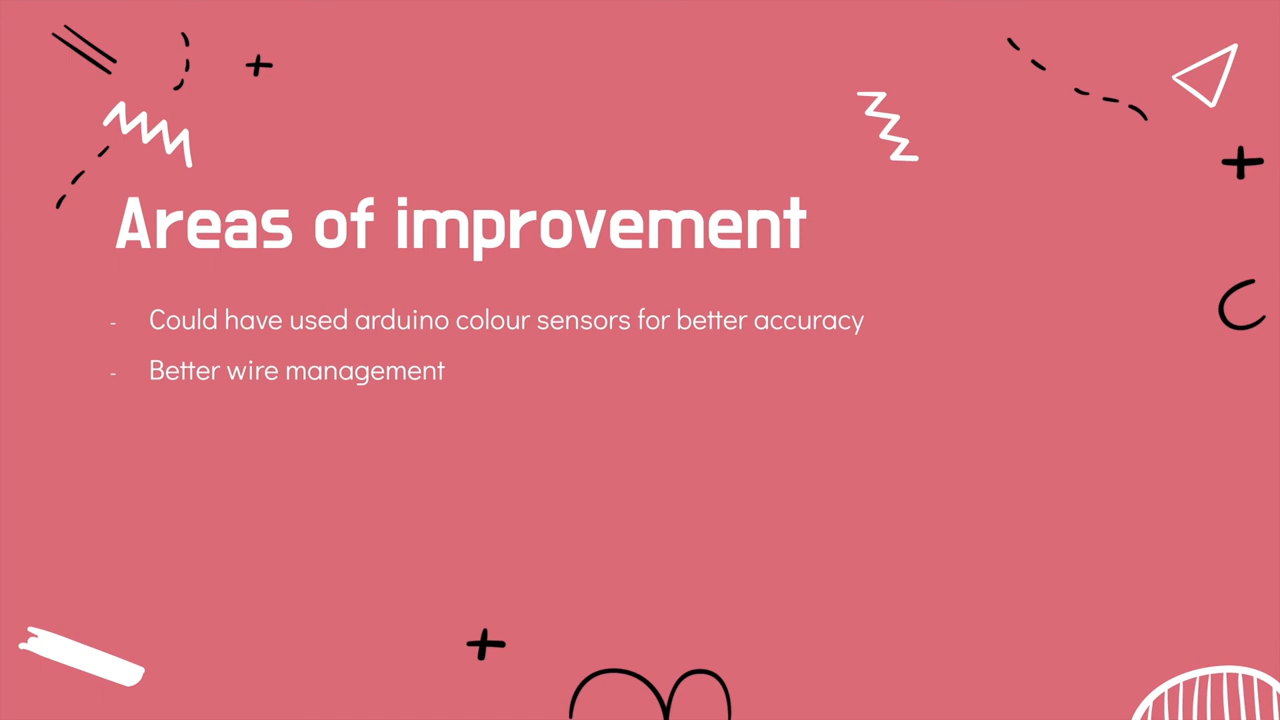 Areas of improvement
- Could have used arduino colour sensors for better accuracy
- Better wire management